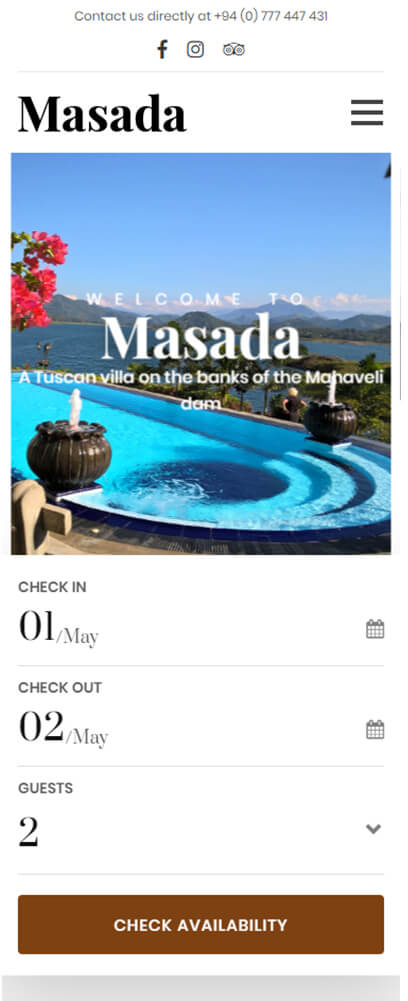 Contact us directly at +94 (0) 777 447 431
Masada
WELCOME TO
Masada
A Tuscan villa on the banks of the Mahaveli
dam
CHECK IN
01/May
CHECK OUT
02/May
GUESTS
2
CHECK AVAILABILITY